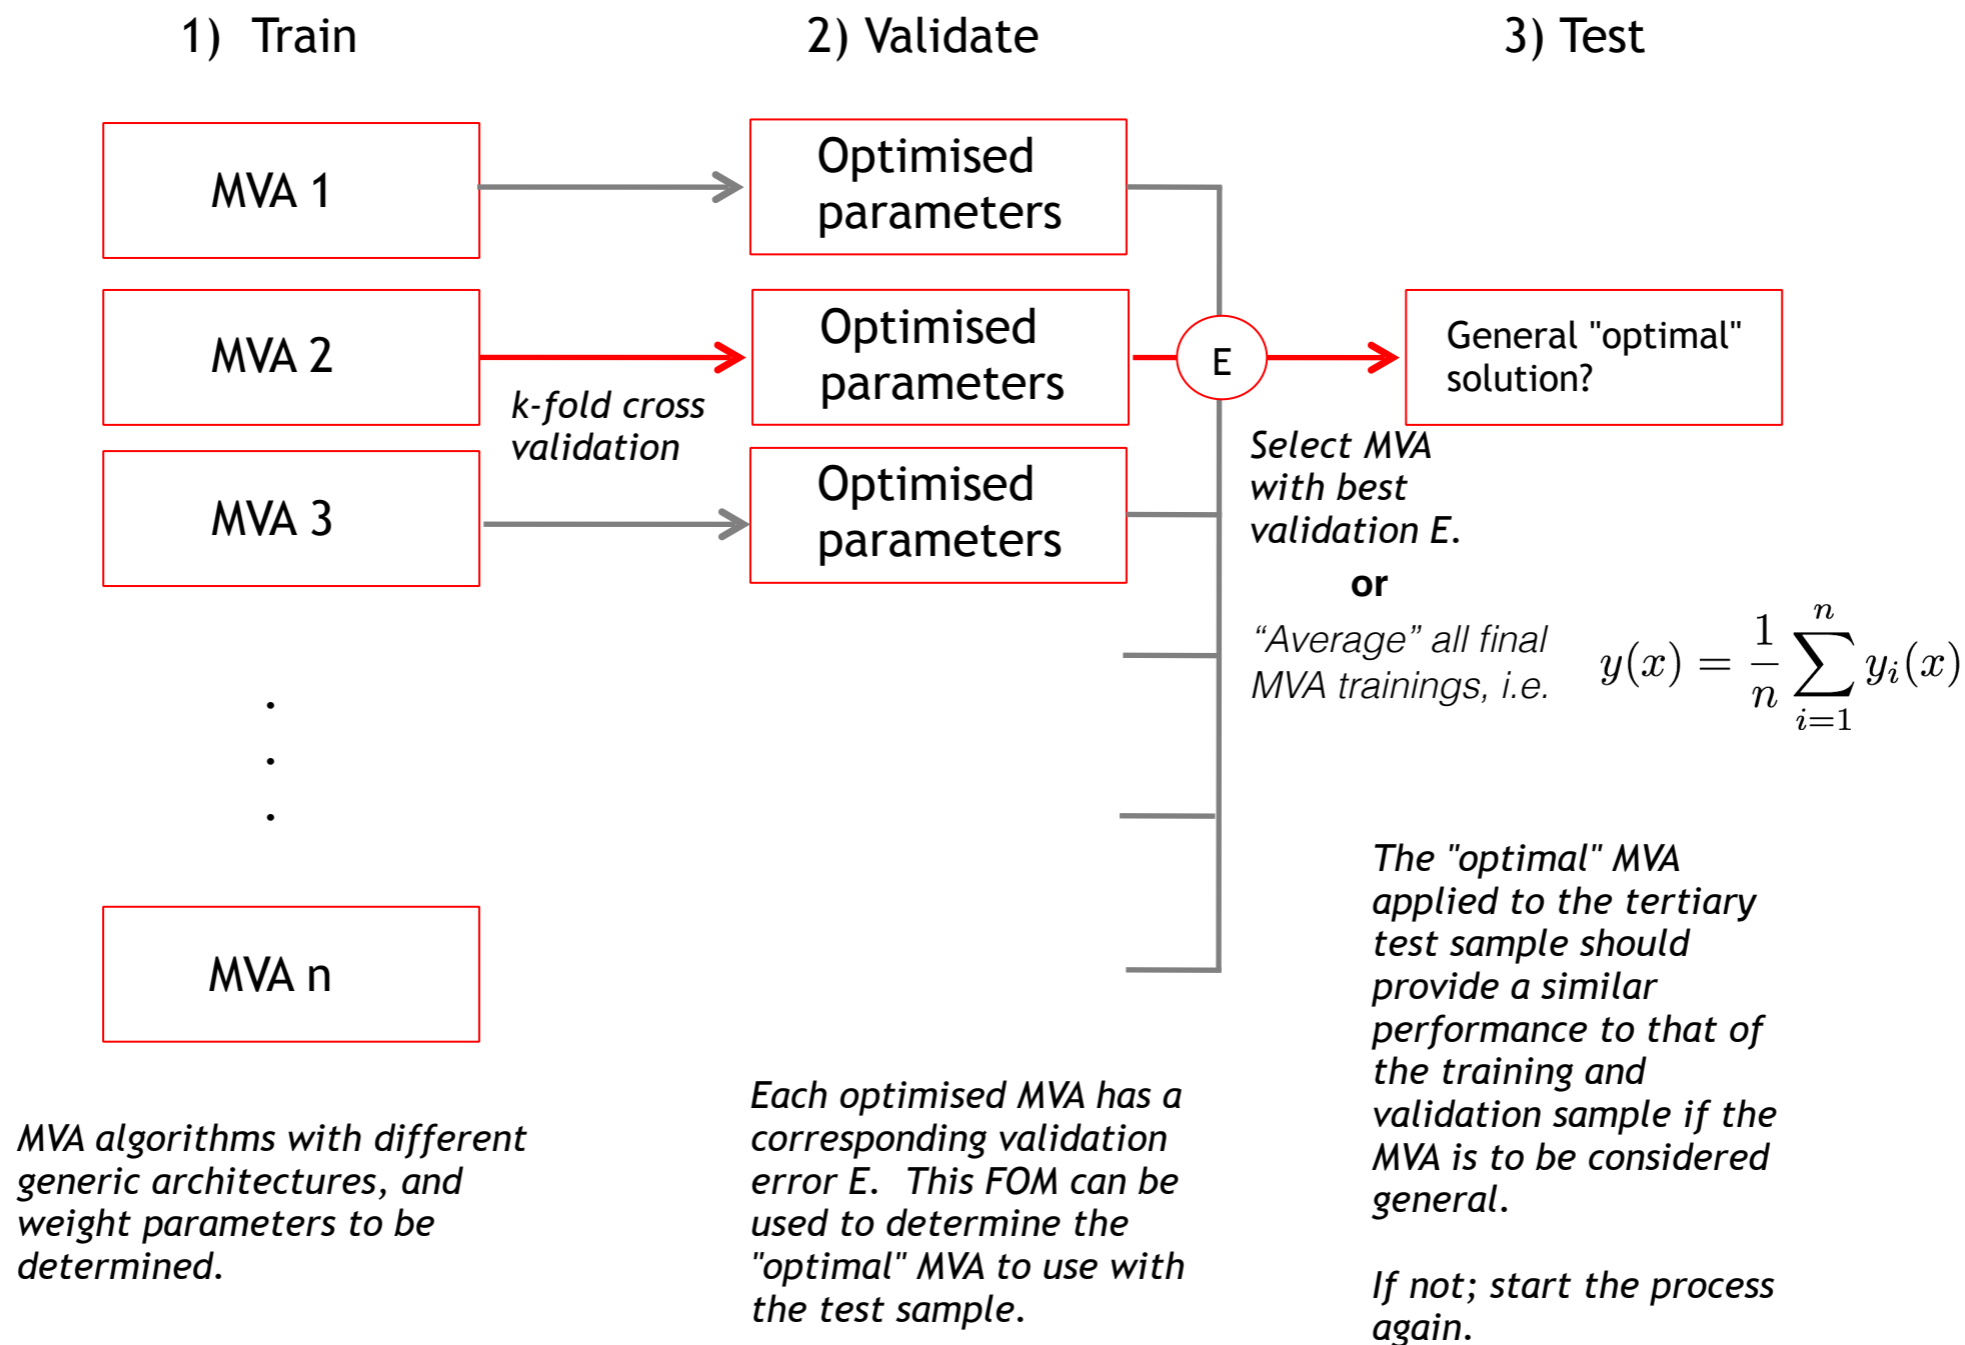 1) Train
2) Validate
3) Test
MVA 1
Optimised
parameters
MVA 2
Optimised
parameters
E
General "optimal"
solution?
k-fold cross
validation
MVA 3
Optimised
parameters
Select MVA
with best
validation E.
or
“Average” all final
MVA trainings, i.e.
y(x) = \frac{1}{n} \sum_{i=1}^{n} y_i(x)
.
.
.
MVA n
MVA algorithms with different
generic architectures, and
weight parameters to be
determined.
Each optimised MVA has a
corresponding validation
error E. This FOM can be
used to determine the
"optimal" MVA to use with
the test sample.
The "optimal" MVA
applied to the tertiary
test sample should
provide a similar
performance to that of
the training and
validation sample if the
MVA is to be considered
general.
If not; start the process
again.